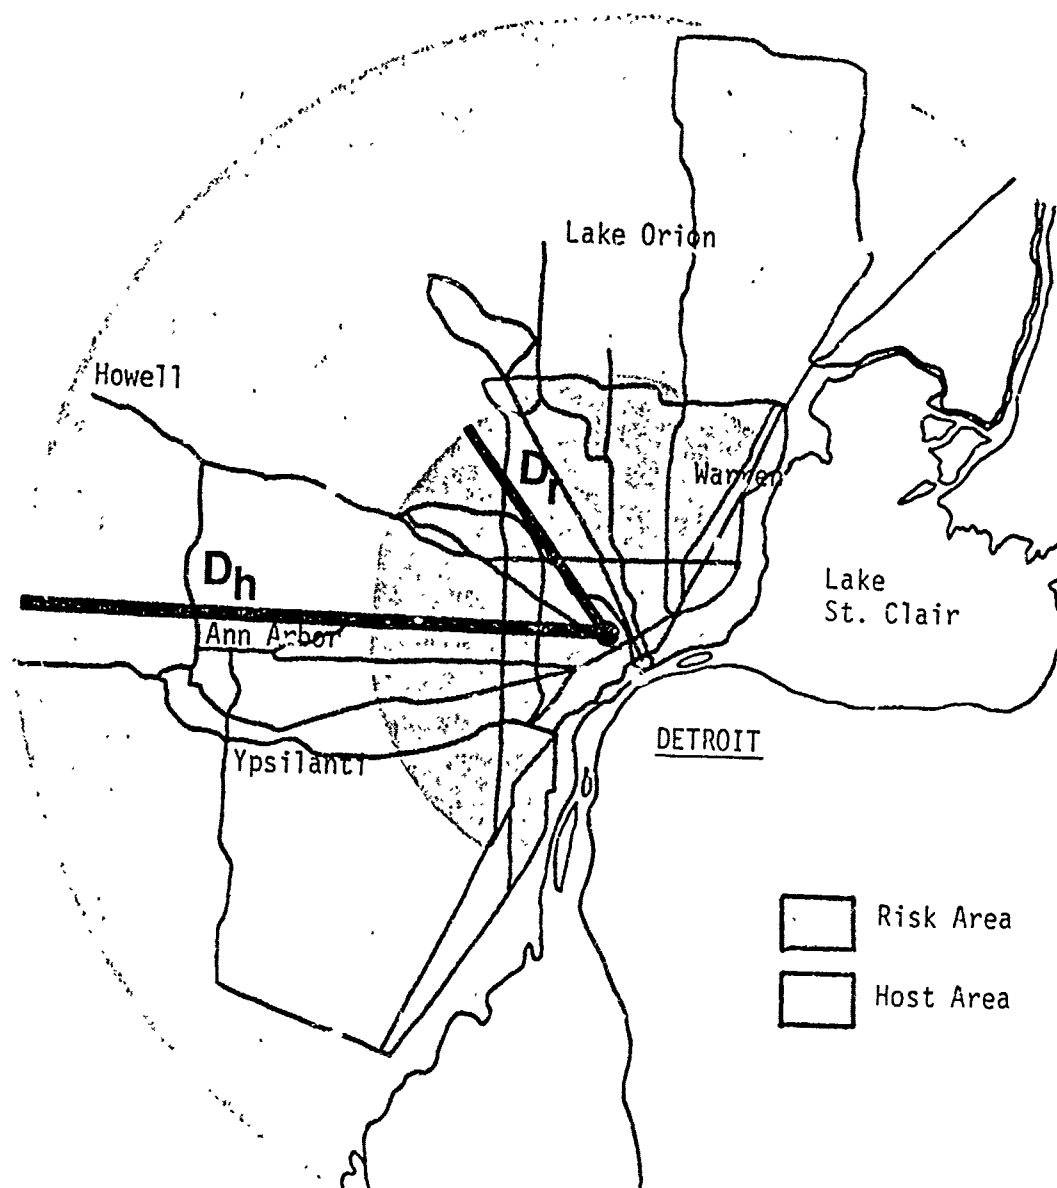 Lake Orion
Howell
Dr
Warren
Dh
Ann Arbor
Lake
St. Clair
DETROIT
Ypsilanti
Risk Area
Host Area